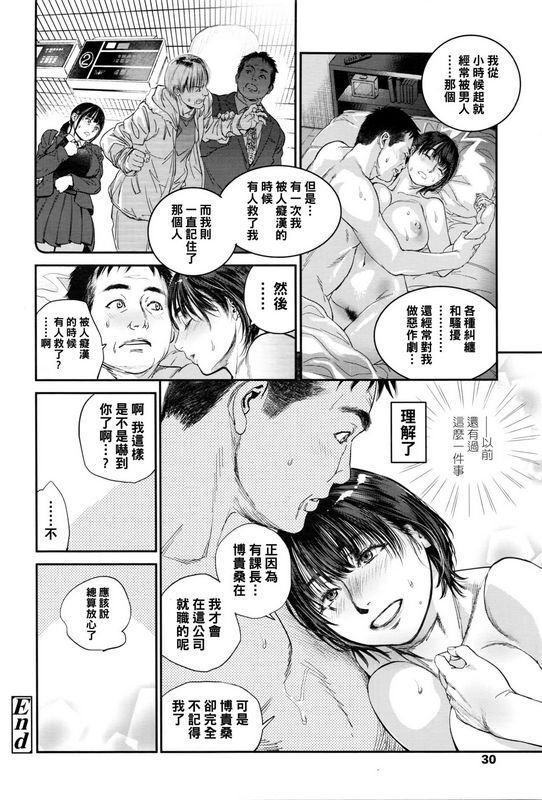 我從
小時候起就
經常被男人
……那個
各種糾纏
和騷擾
還經常對我
做惡作劇…
但是…
有一次我
被人癡漢的
時候
有人救了我
而我則
一直記住了
那個人
②
然後
………
被人癡漢
的時候
有人救了?
……啊
──以前
還有過
這麼一件事
理解了
啊 我這樣
是不是嚇到
你了啊…?
……不
正因為
有課長…
博貴桑在
我才會
在這公司
就職的呢
可是
博貴桑
卻完全
不記得
我了
應該說
總算放心了
End
30